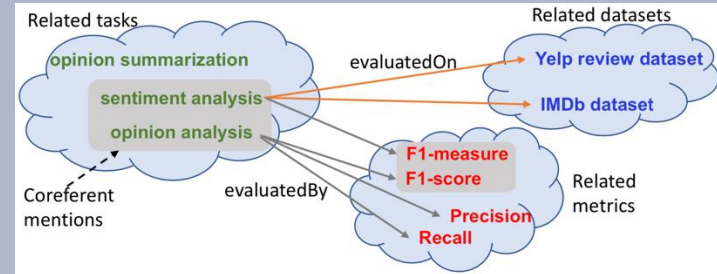 Related tasks
Related datasets
opinion summarization
evaluatedOn
Yelp review dataset
sentiment analysis
IMDb dataset
opinion analysis
F1-measure
F1-score
Coreferent
mentions
evaluatedBy
Related
metrics
Precision
Recall